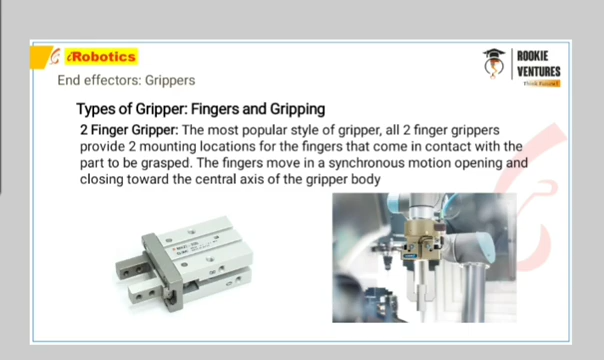 iRobotics
ROOKIE
VENTURES
Think Future!!
End effectors: Grippers
Types of Gripper: Fingers and Gripping
2 Finger Gripper: The most popular style of gripper, all 2 finger grippers
provide 2 mounting locations for the fingers that come in contact with the
part to be grasped. The fingers move in a synchronous motion opening and
closing toward the central axis of the gripper body